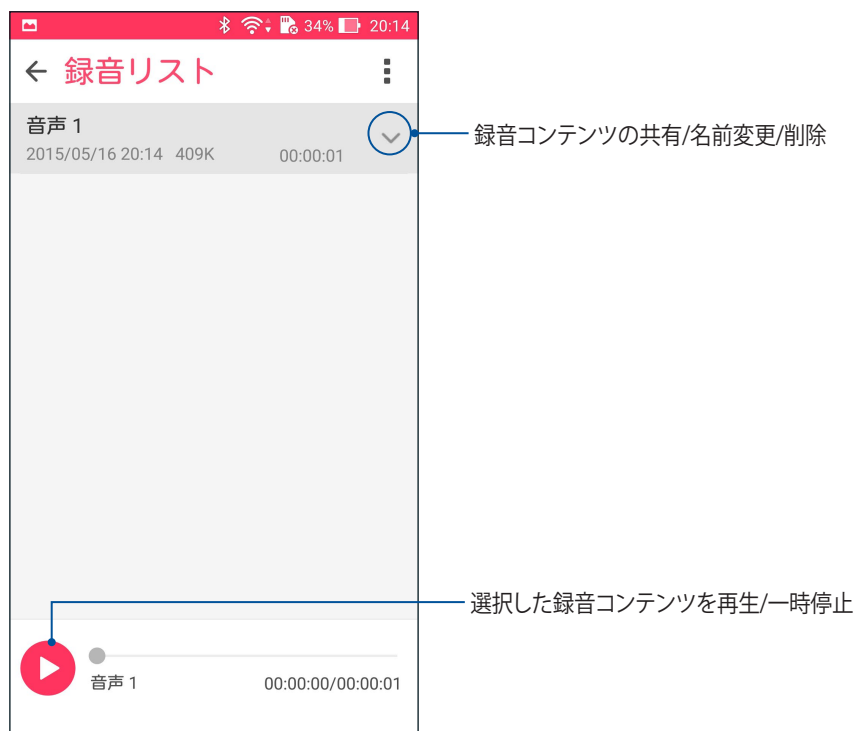 34% 20:14
録音リスト
音声 1
2015/05/16 20:14 409K 00:00:01
録音コンテンツの共有/名前変更/削除
選択した録音コンテンツを再生/一時停止
音声 1 00:00:00/00:00:01